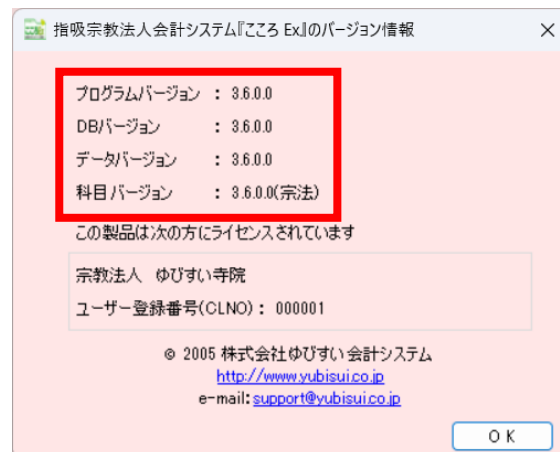 指吸宗教法人会計システム『こころ Ex』のバージョン情報
プログラムバージョン : 3.6.0.0
DBバージョン : 3.6.0.0
データバージョン : 3.6.0.0
科目バージョン : 3.6.0.0(宗法)
この製品は次の方にライセンスされています
宗教法人 ゆびすい寺院
ユーザー登録番号(CLNO): 000001
© 2005 株式会社ゆびすい会計システム
http://www.yubisui.co.jp
e-mail: support@yubisui.co.jp
OK